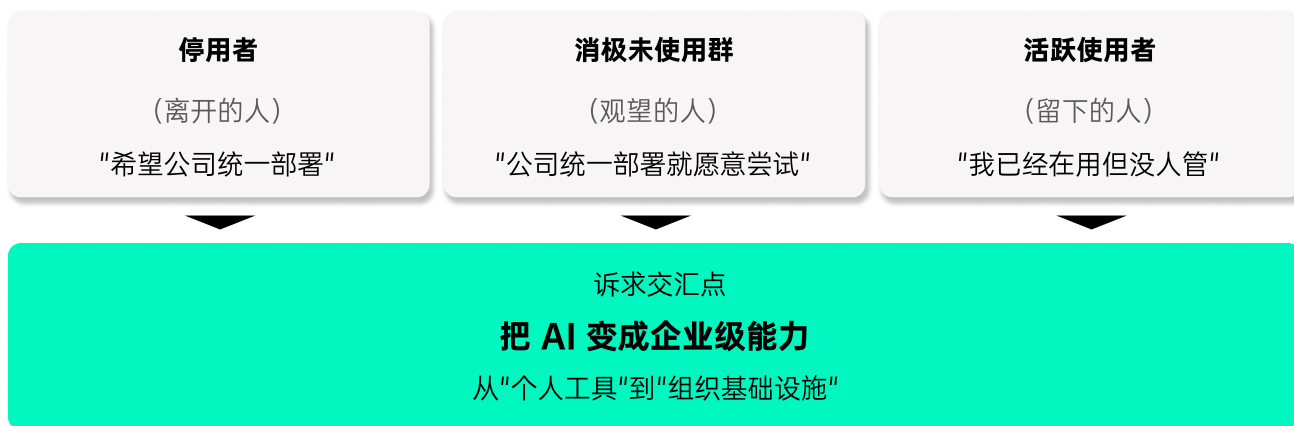 停用者
（离开的人）
"希望公司统一部署"
消极未使用群
（观望的人）
"公司统一部署就愿意尝试"
活跃使用者
（留下的人）
"我已经在用但没人管"
诉求交汇点
把 AI 变成企业级能力
从"个人工具"到"组织基础设施"